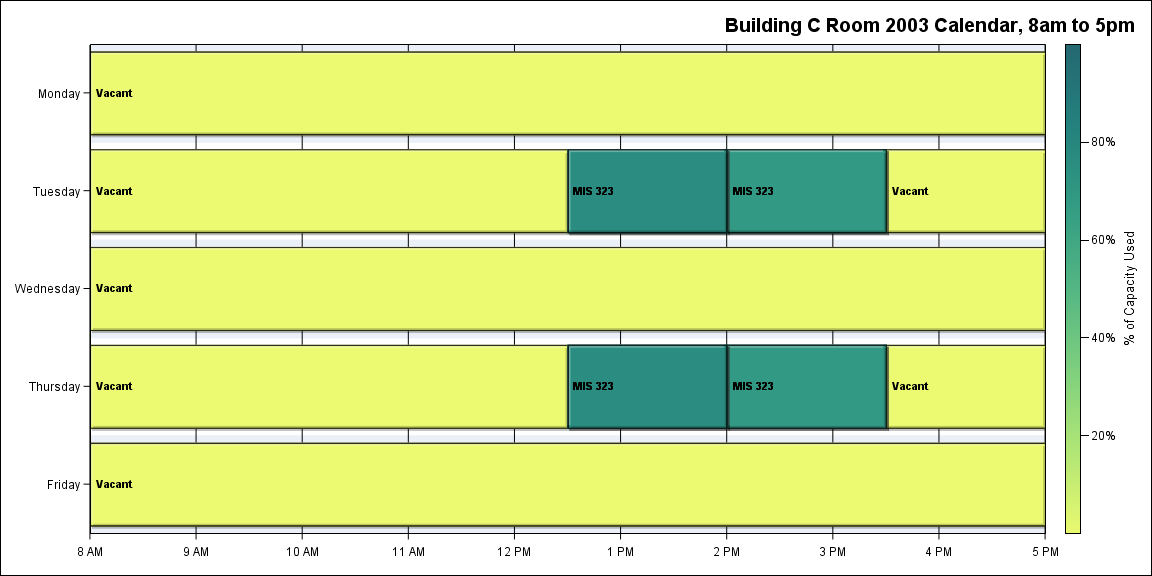 Building C Room 2003 Calendar, 8am to 5pm
Monday
Vacant
Tuesday
Vacant
MIS 323
MIS 323
Vacant
Wednesday
Vacant
Thursday
Vacant
MIS 323
MIS 323
Vacant
Friday
Vacant
8 AM 9 AM 10 AM 11 AM 12 PM 1 PM 2 PM 3 PM 4 PM 5 PM
80%
60%
40%
20%
% of Capacity Used